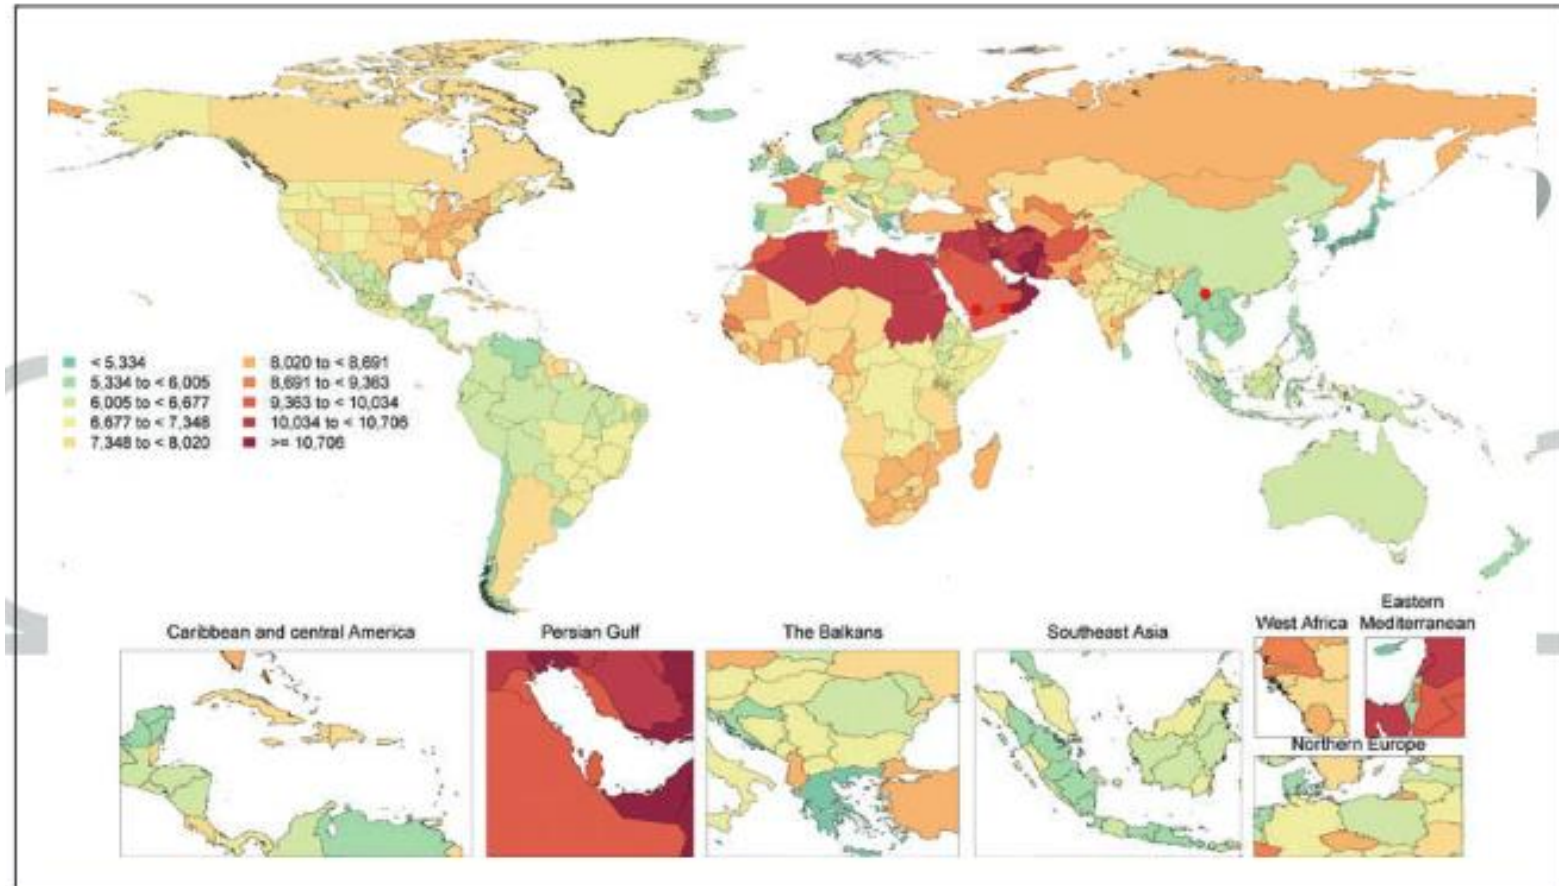 < 5,334
5,334 to < 6,005
6,005 to < 6,677
6,677 to < 7,348
7,348 to < 8,020
8,020 to < 8,691
8,691 to < 9,363
9,363 to < 10,034
10,034 to < 10,706
>= 10,706
Caribbean and central America
Persian Gulf
The Balkans
Southeast Asia
West Africa
Eastern
Mediterranean
Northern Europe